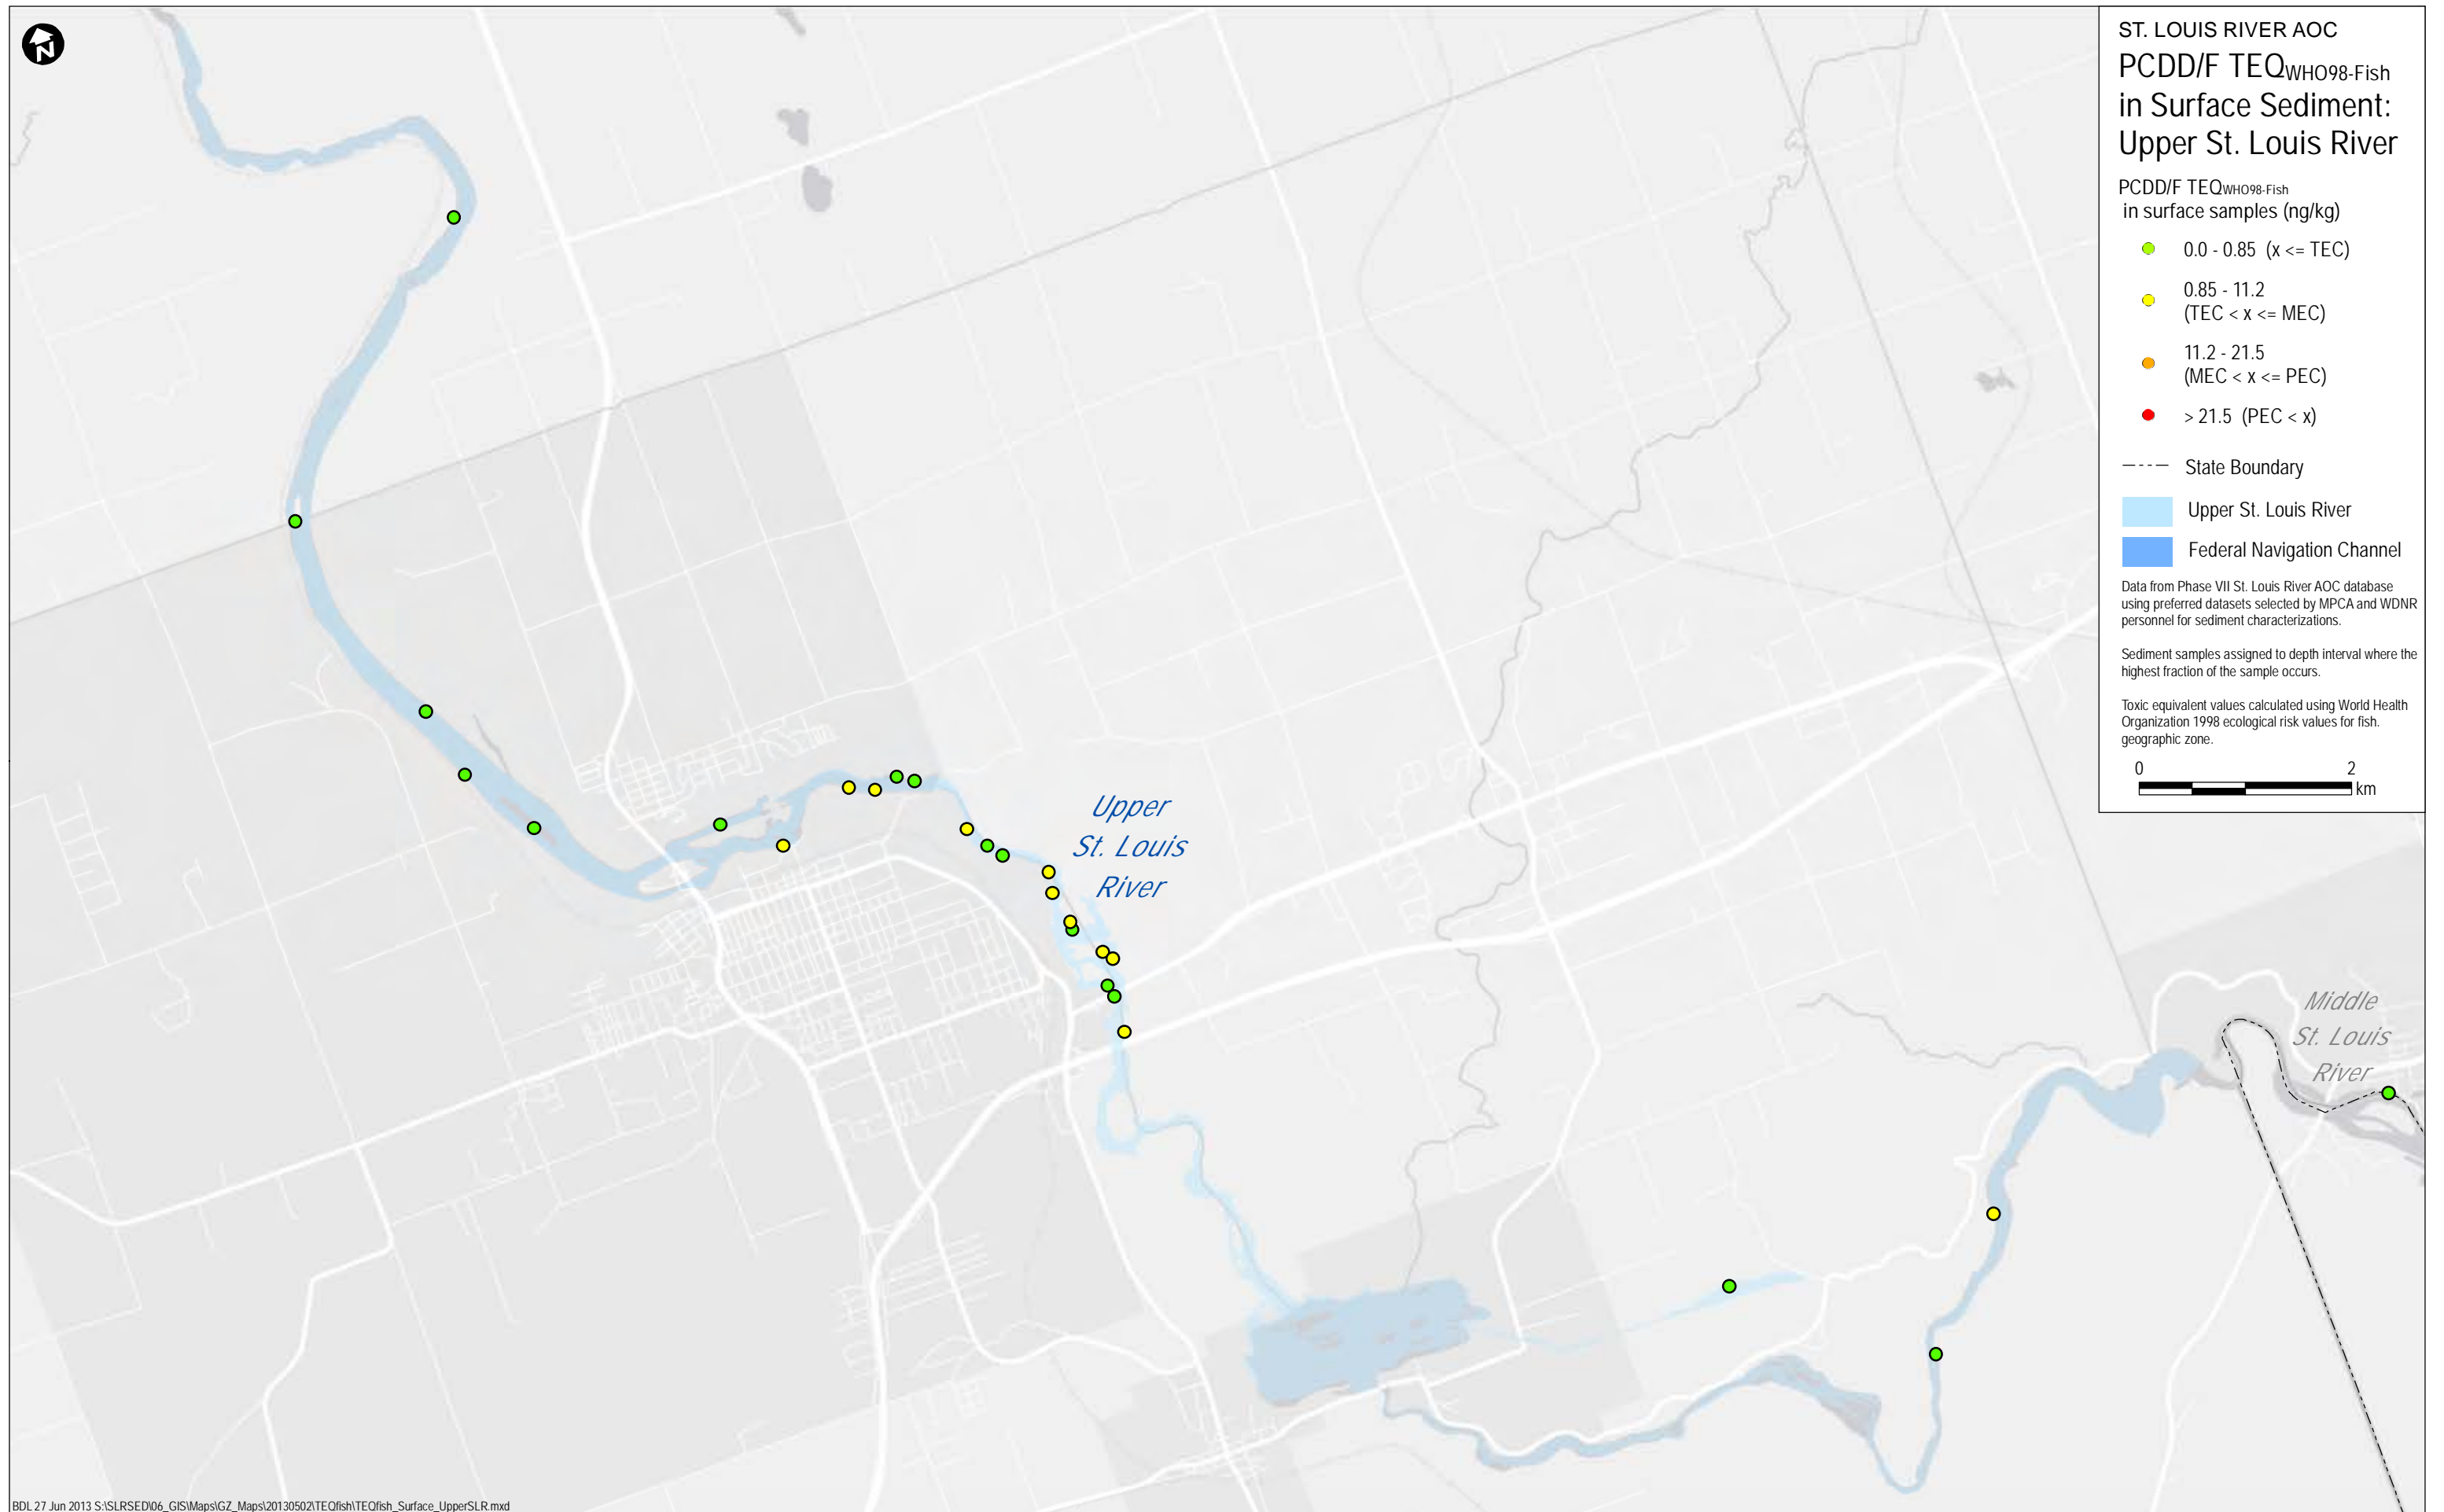 N
ST. LOUIS RIVER AOC
PCDD/F TEQWHO98-Fish
in Surface Sediment:
Upper St. Louis River
PCDD/F TEQWHO98-Fish
in surface samples (ng/kg)
0.0 - 0.85 (x <= TEC)
0.85 - 11.2
(TEC < x <= MEC)
11.2 - 21.5
(MEC < x <= PEC)
> 21.5 (PEC < x)
State Boundary
Upper St. Louis River
Federal Navigation Channel
Data from Phase VII St. Louis River AOC database
using preferred datasets selected by MPCA and WDNR
personnel for sediment characterizations.
Sediment samples assigned to depth interval where the
highest fraction of the sample occurs.
Toxic equivalent values calculated using World Health
Organization 1998 ecological risk values for fish.
geographic zone.
0 2
km
Upper
St. Louis
River
Middle
St. Louis
River
BDL 27 Jun 2013 S:\SLRSED\06_GIS\Maps\GZ_Maps\20130502\TEQfish\TEQfish_Surface_UpperSLR.mxd